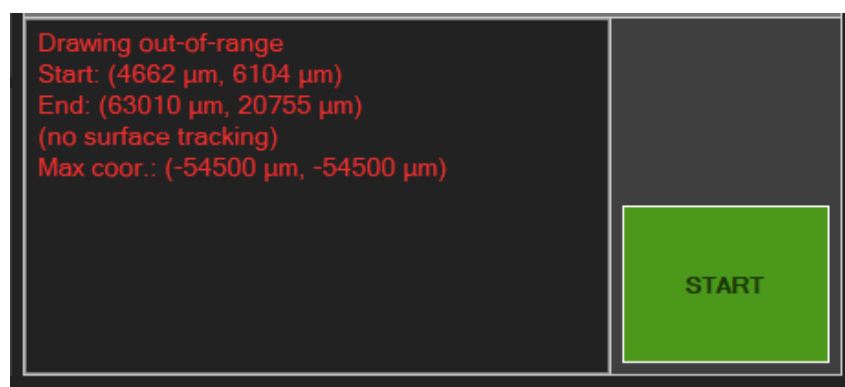 Drawing out-of-range
Start: (4662 µm, 6104 µm)
End: (63010 µm, 20755 µm)
(no surface tracking)
Max coor.: (-54500 µm, -54500 µm)
START